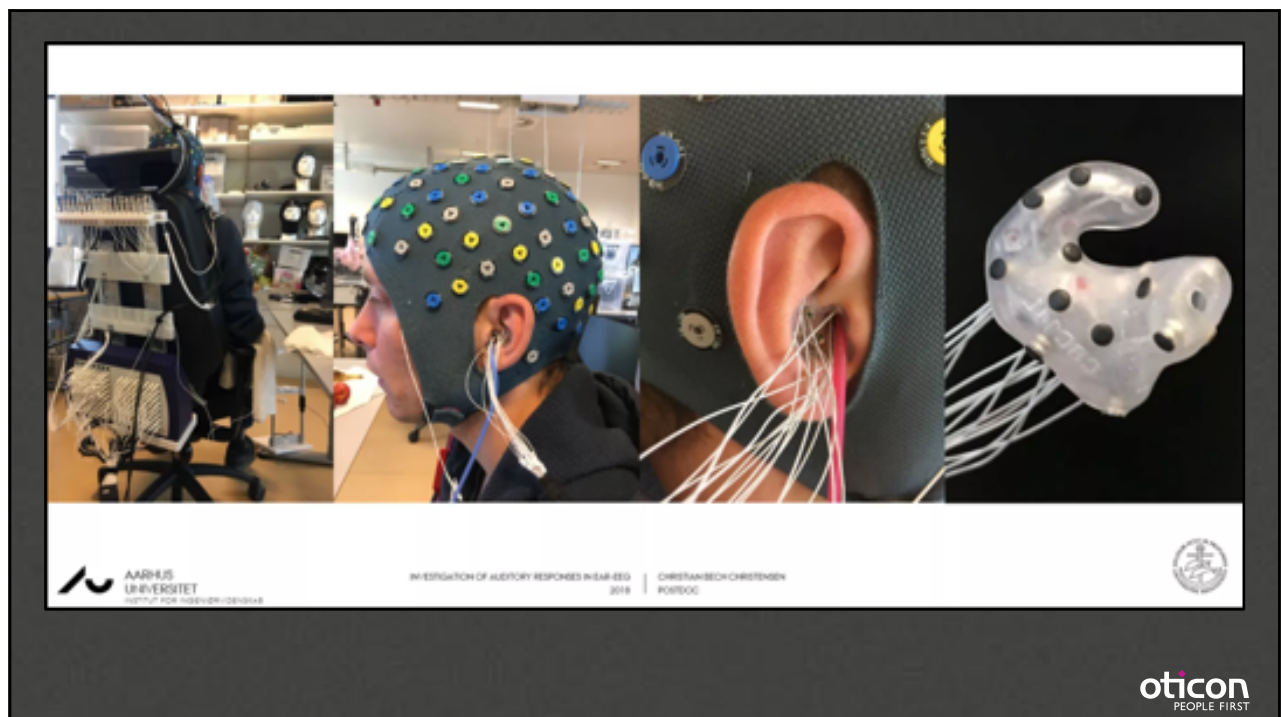 AARHUS
UNIVERSITET
INSTITUT FOR INGENIØRVIDENSKAB
INVESTIGATION OF AUDITORY RESPONSES IN EAR-EEG
2018
CHRISTIAN BECH CHRISTENSEN
POSTDOC
oticon
PEOPLE FIRST